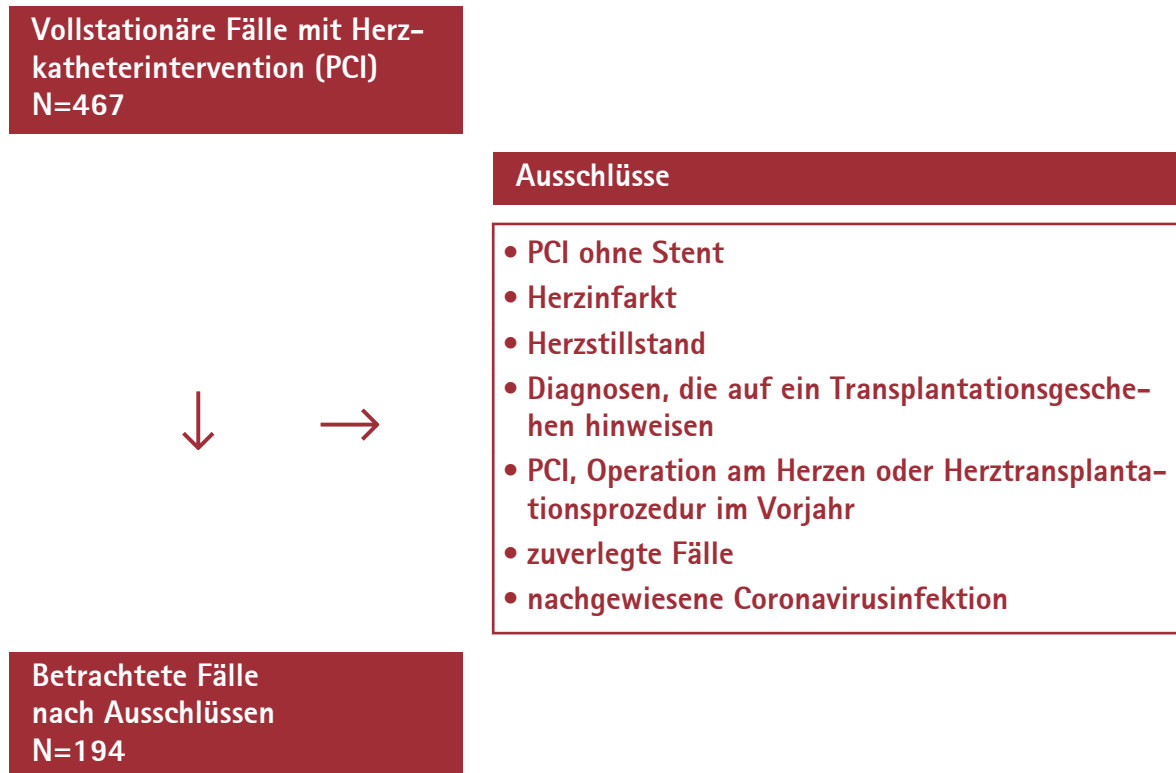 Vollstationäre Fälle mit Herz-
katheterintervention (PCI)
N=467
Ausschlüsse
• PCI ohne Stent
• Herzinfarkt
• Herzstillstand
• Diagnosen, die auf ein Transplantationsgesche-
hen hinweisen
• PCI, Operation am Herzen oder Herztransplanta-
tionsprozedur im Vorjahr
• zuverlegte Fälle
• nachgewiesene Coronavirusinfektion
Betrachtete Fälle
nach Ausschlüssen
N=194